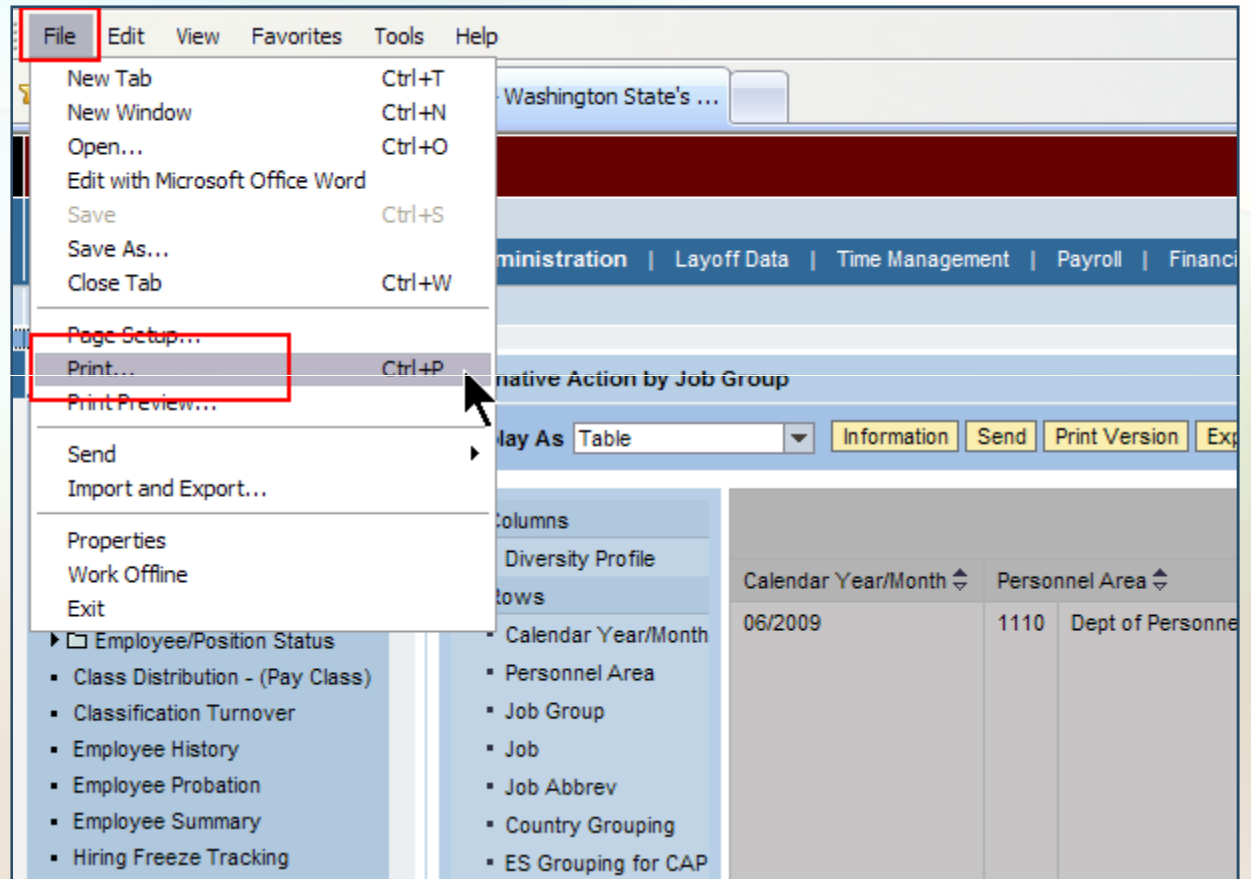 File Edit View Favorites Tools Help
New Tab Ctrl+T
New Window Ctrl+N
Open... Ctrl+O
Edit with Microsoft Office Word
Save Ctrl+S
Save As...
Close Tab Ctrl+W
Page Setup...
Print... Ctrl+P
Print Preview...
Send
Import and Export...
Properties
Work Offline
Exit
Washington State's ...
ministration | Layoff Data | Time Management | Payroll | Financi
native Action by Job Group
lay As Table Information Send Print Version Exp
Employee/Position Status
Class Distribution - (Pay Class)
Classification Turnover
Employee History
Employee Probation
Employee Summary
Hiring Freeze Tracking
Columns
Diversity Profile
Rows
Calendar Year/Month
Personnel Area
Job Group
Job
Job Abbrev
Country Grouping
ES Grouping for CAP
Calendar Year/Month Personnel Area
06/2009 1110 Dept of Personne